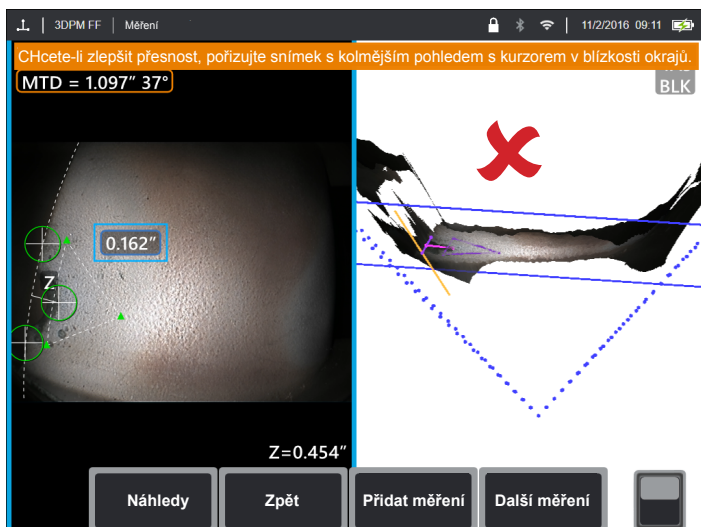 3DPM FF | Měření
11/2/2016 09:11
CHcete-li zlepšit přesnost, pořizujte snímek s kolmějším pohledem s kurzorem v blízkosti okrajů.
MTD = 1.097″ 37°
BLK
0.162″
Z
Z=0.454″
Náhledy
Zpět
Přidat měření
Další měření